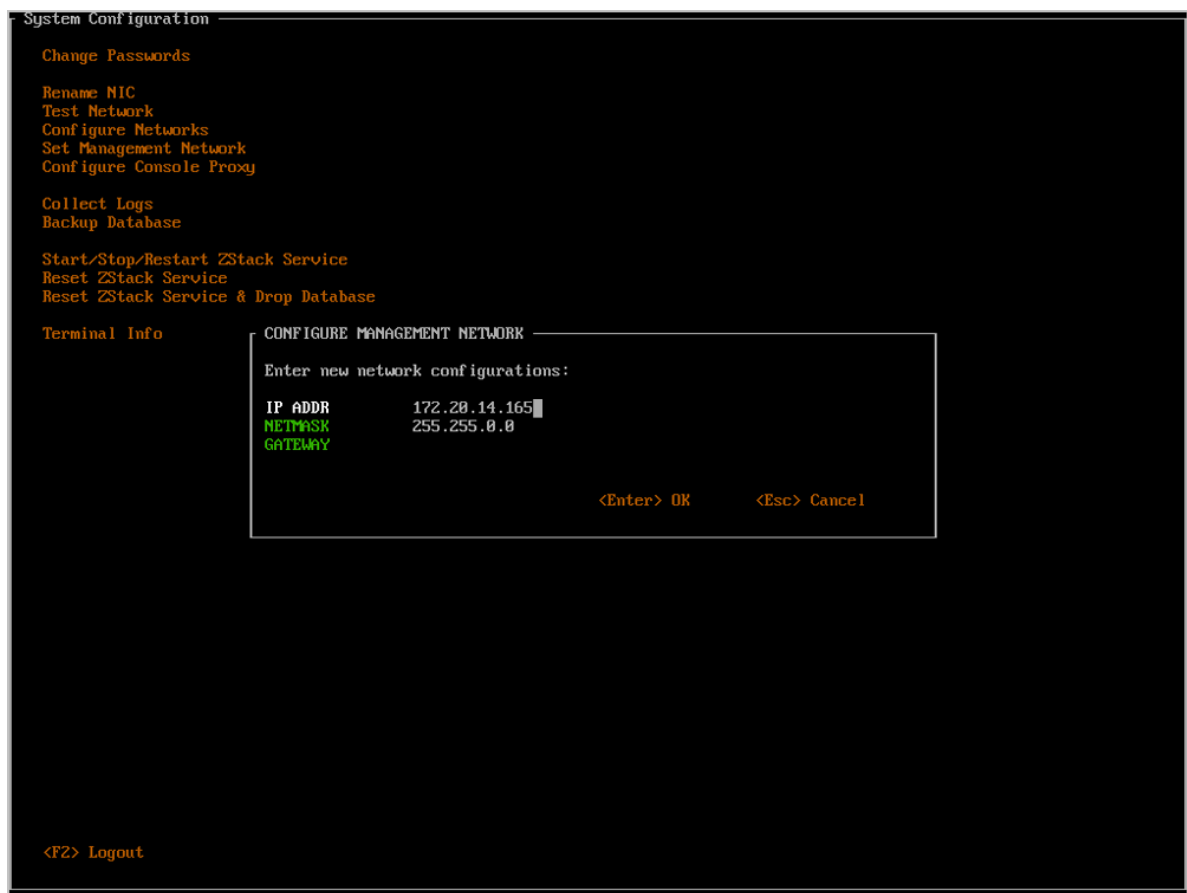 System Configuration
Change Passwords
Rename NIC
Test Network
Configure Networks
Set Management Network
Configure Console Proxy
Collect Logs
Backup Database
Start/Stop/Restart ZStack Service
Reset ZStack Service
Reset ZStack Service & Drop Database
Terminal Info
CONFIGURE MANAGEMENT NETWORK
Enter new network configurations:
IP ADDR 172.20.14.165
NETMASK 255.255.0.0
GATEWAY
<Enter> OK <Esc> Cancel
<F2> Logout